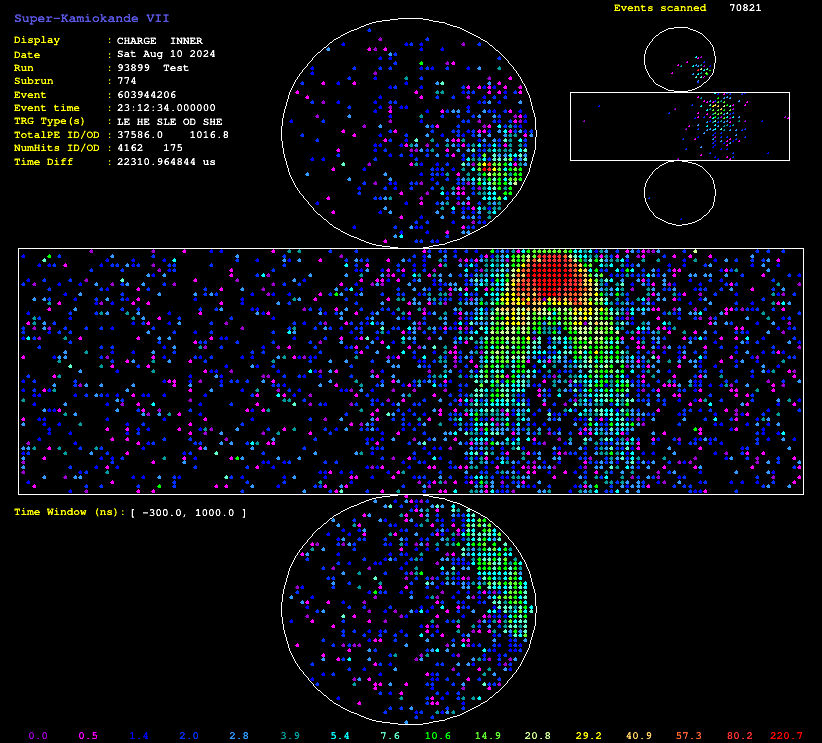 Events scanned 70821
Super-Kamiokande VII
Display : CHARGE INNER
Date : Sat Aug 10 2024
Run : 93899 Test
Subrun : 774
Event : 603944206
Event time : 23:12:34.000000
TRG Type(s) : LE HE SLE OD SHE
TotalPE ID/OD : 37586.0 1016.8
NumHits ID/OD : 4162 175
Time Diff : 22310.964844 us
Time Window (ns): [ -300.0, 1000.0 ]
0.0 0.5 1.4 2.0 2.8 3.9 5.4 7.6 10.6 14.9 20.8 29.2 40.9 57.3 80.2 220.7